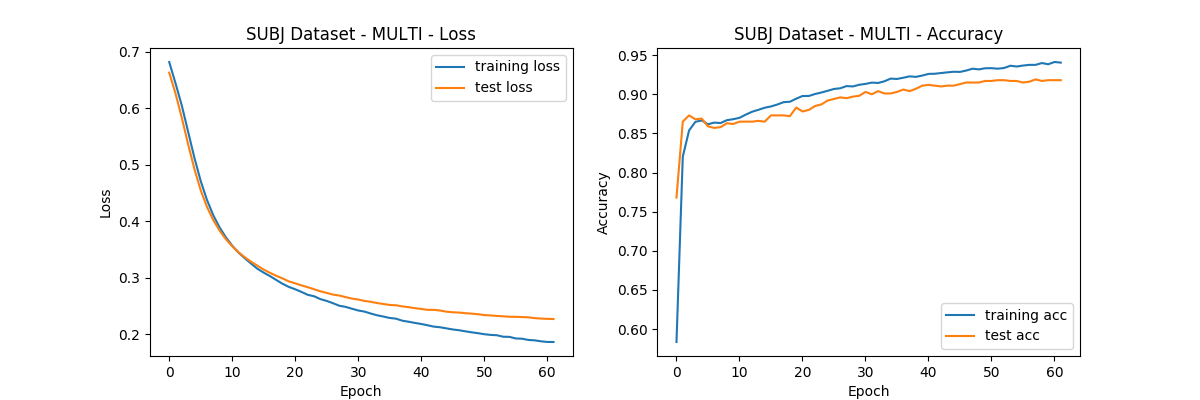 SUBJ Dataset - MULTI - Loss
0.7
0.6
0.5
0.4
0.3
0.2
Loss
0 10 20 30 40 50 60
Epoch
training loss
test loss
SUBJ Dataset - MULTI - Accuracy
0.95
0.90
0.85
0.80
0.75
0.70
0.65
0.60
Accuracy
0 10 20 30 40 50 60
Epoch
training acc
test acc